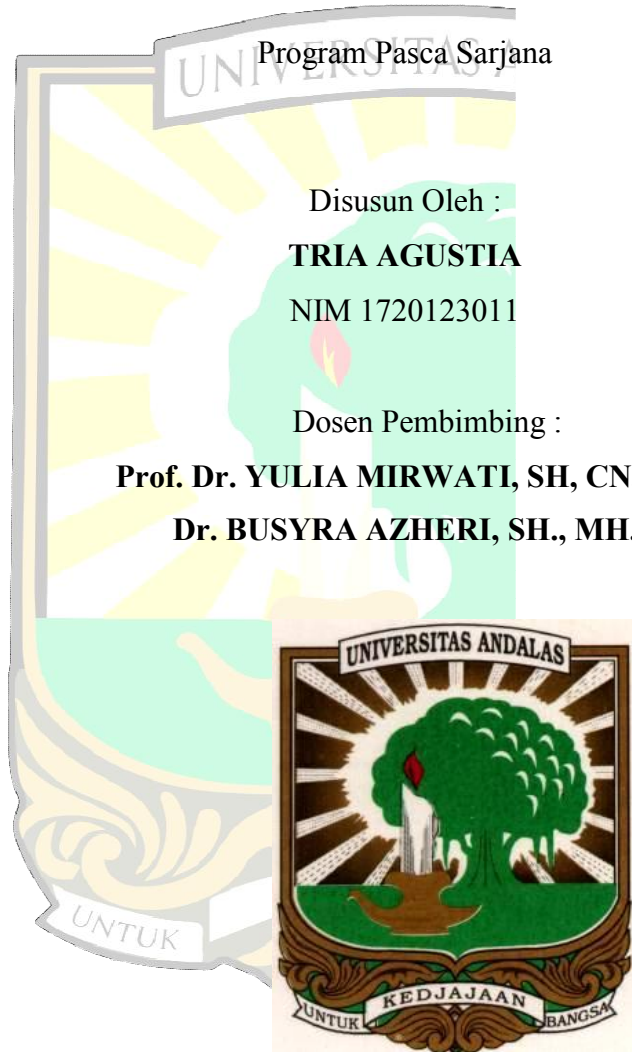 Program Pasca Sarjana
UNIVERSITAS A
Disusun Oleh :
TRIA AGUSTIA
NIM 1720123011
Dosen Pembimbing :
Prof. Dr. YULIA MIRWATI, SH, CN
Dr. BUSYRA AZHERI, SH., MH.
UNIVERSITAS ANDALAS
UNTUK
KEDJAJAAN
UNTUK
BANGSA